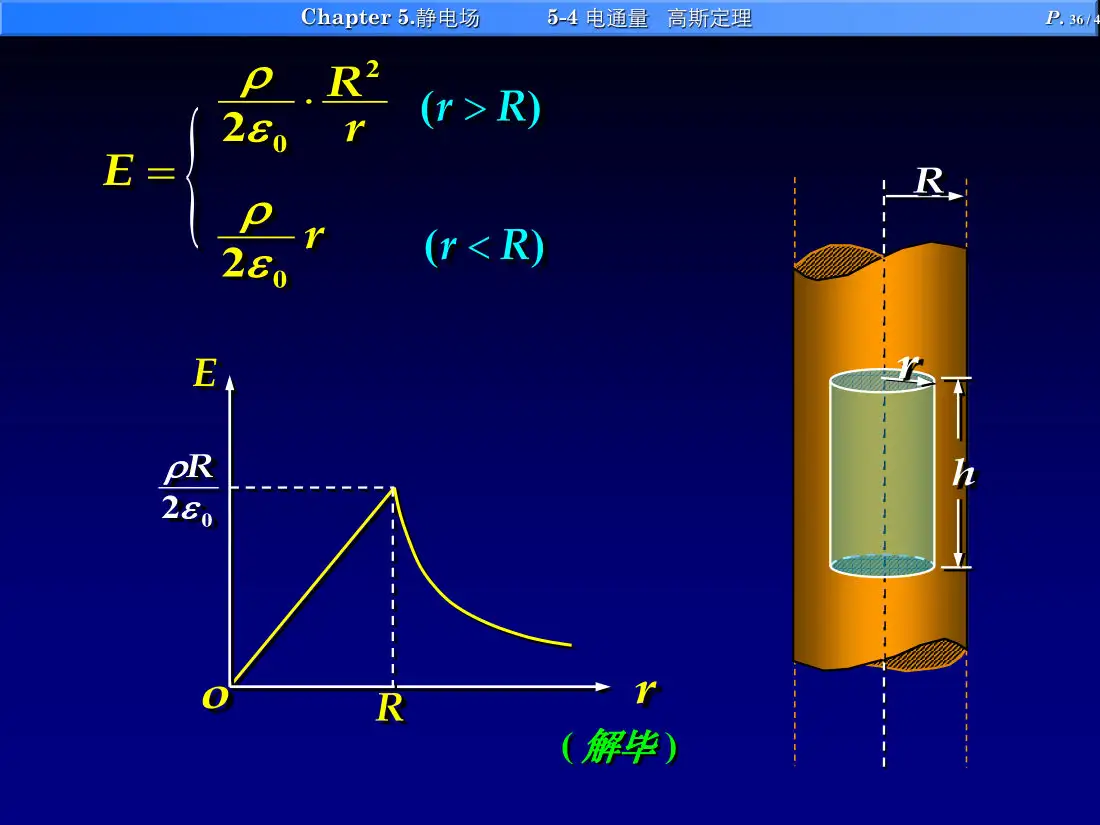 Chapter 5.静电场 5-4 电通量 高斯定理 P. 36 / 4
E = { ρ/2ε₀ · R²/r (r > R)
ρ/2ε₀ r (r < R)
R
r
h
E
ρR/2ε₀
o
R
r
( 解毕 )